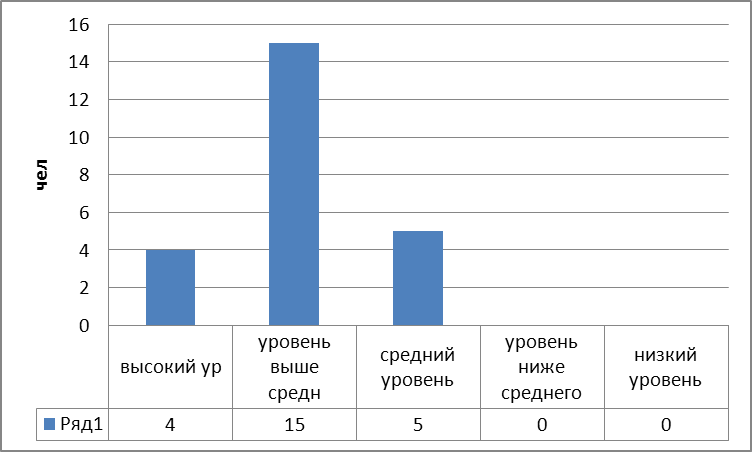 16
14
12
10
8
6
4
2
0
чел
высокий ур
уровень
выше
средн
средний
уровень
уровень
ниже
среднего
низкий
уровень
Ряд1 4 15 5 0 0